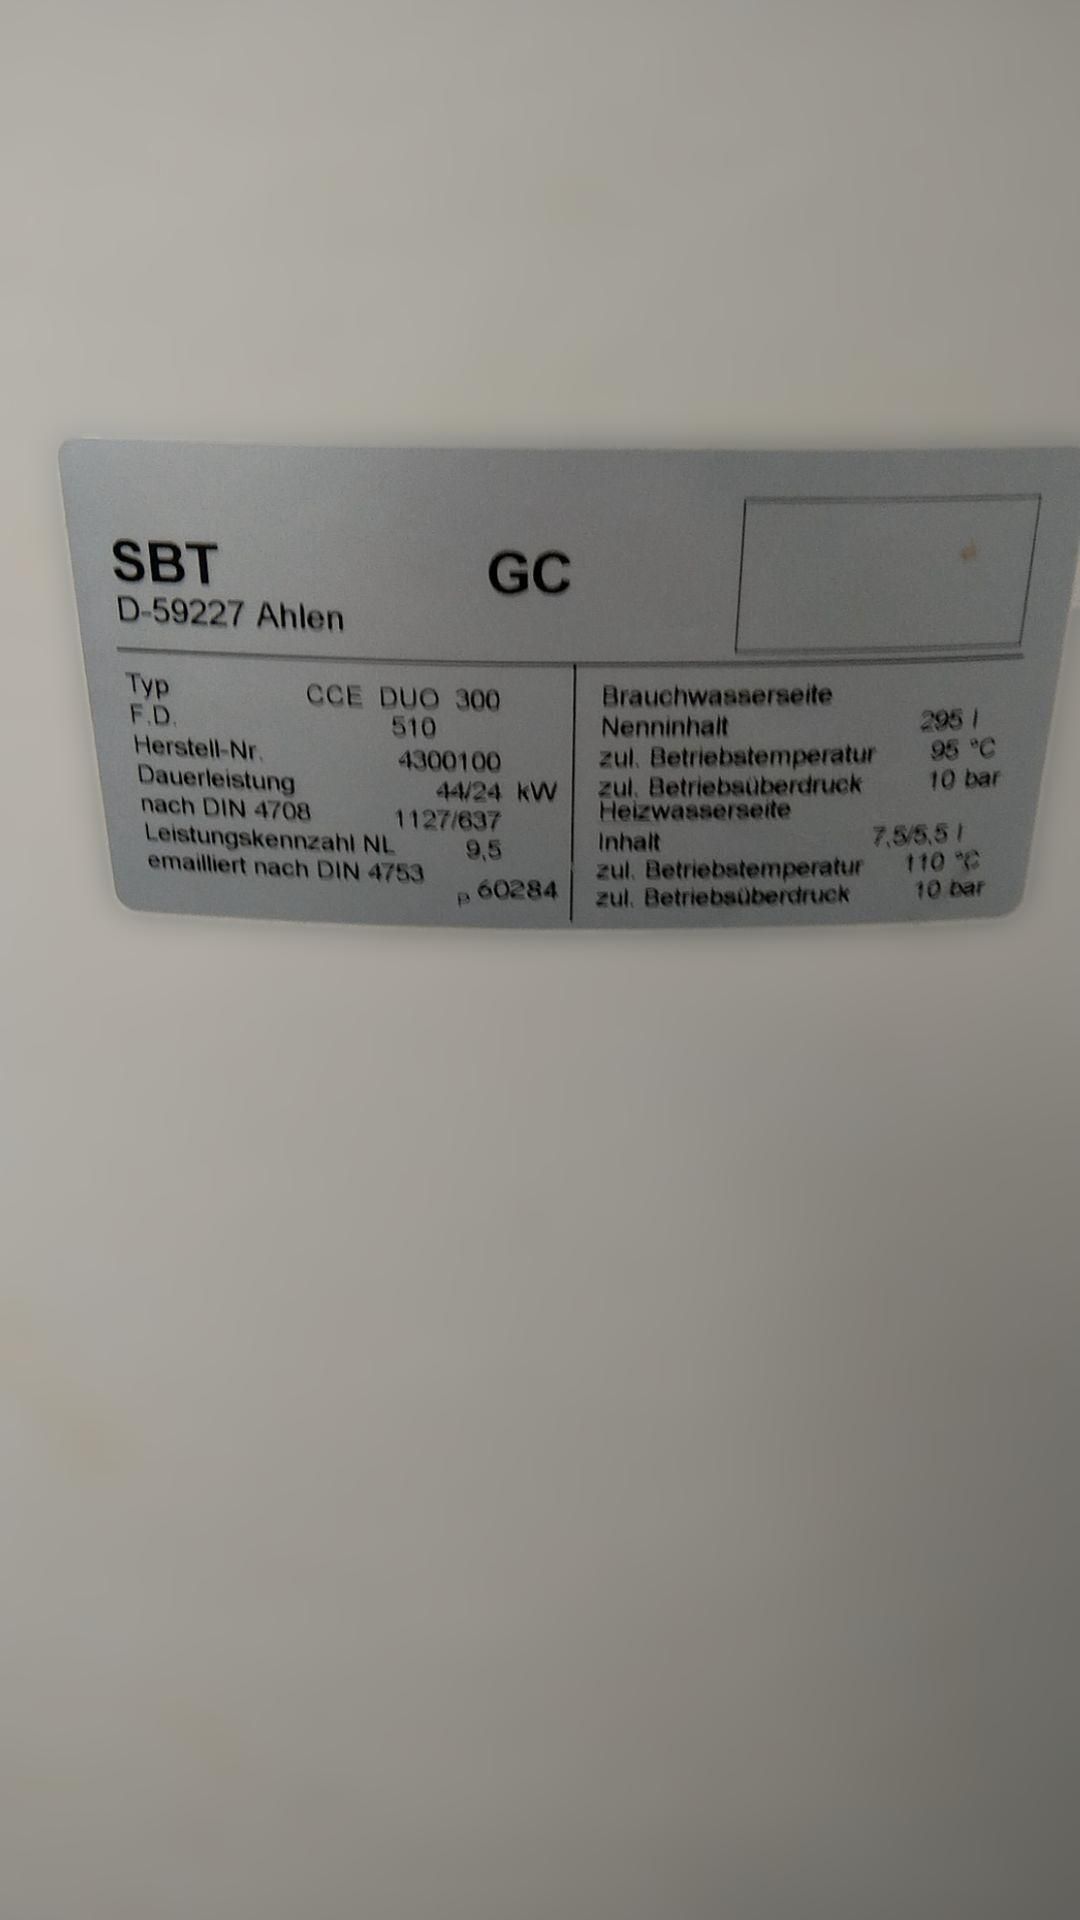 SBT GC
D-59227 Ahlen
Typ CCE DUO 300
F.D. 510
Herstell-Nr. 4300100
Dauerleistung 44/24 kW
nach DIN 4708 1127/637
Leistungskennzahl NL 9,5
emailliert nach DIN 4753
P 60284
Brauchwasserseite
Nenninhalt 295 l
zul. Betriebstemperatur 95 °C
zul. Betriebsüberdruck 10 bar
Heizwasserseite
Inhalt 7,5/5,5 l
zul. Betriebstemperatur 110 °C
zul. Betriebsüberdruck 10 bar